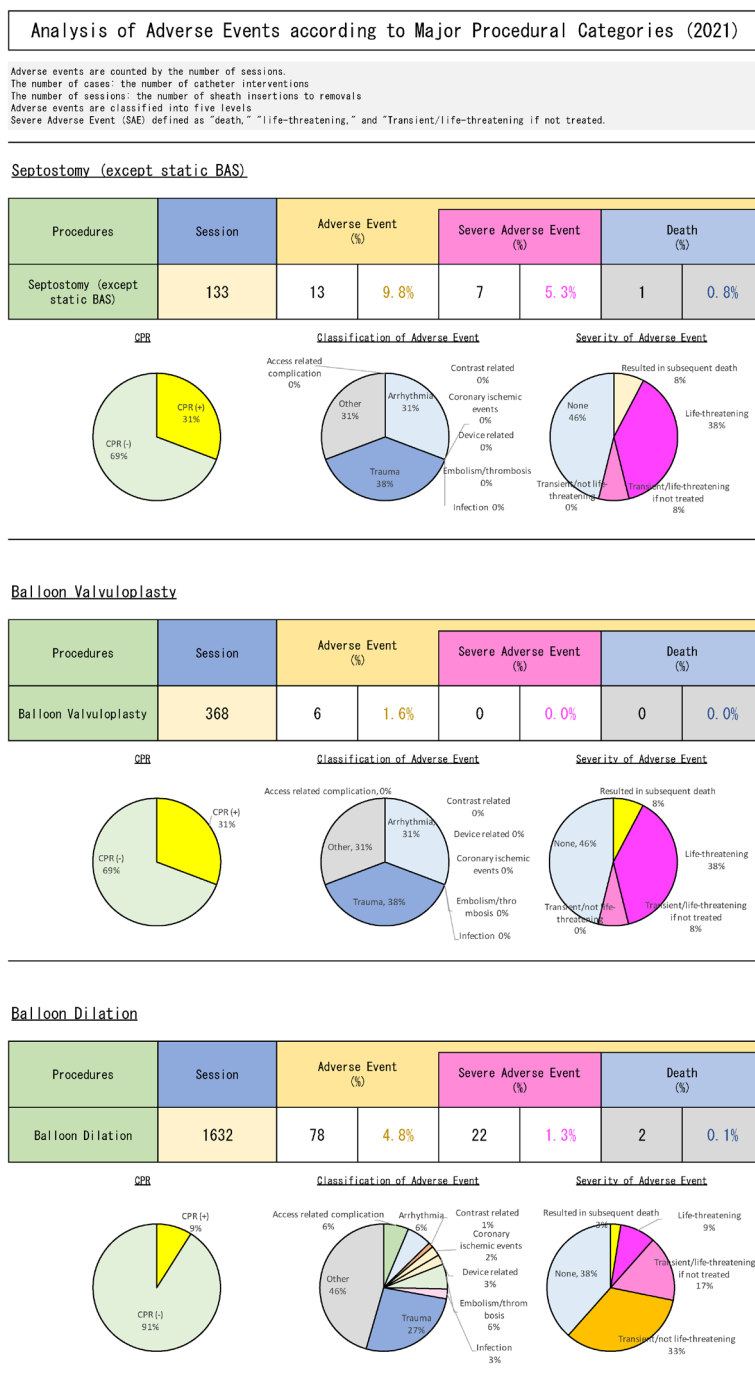 Analysis of Adverse Events according to Major Procedural Categories (2021)
Adverse events are counted by the number of sessions.
The number of cases: the number of catheter interventions
The number of sessions: the number of sheath insertions to removals
Adverse events are classified into five levels
Severe Adverse Event (SAE) defined as "death," "life-threatening," and "Transient/life-threatening if not treated.
Septostomy (except static BAS)
Procedures
Session
Adverse Event
(%)
Severe Adverse Event
(%)
Death
(%)
Septostomy (except
static BAS)
133
13
9.8%
7
5.3%
1
0.8%
CPR
CPR (+)
31%
CPR (-)
69%
Classification of Adverse Event
Access related
complication
0%
Contrast related
0%
Arrhythmia
31%
Coronary ischemic
events
0%
Other
31%
Device related
0%
Trauma
38%
Embolism/thrombosis
0%
Infection 0%
Severity of Adverse Event
Resulted in subsequent death
8%
None
46%
Life-threatening
38%
Transient/not life-
threatening
0%
Transient/life-threatening
if not treated
8%
Balloon Valvuloplasty
Procedures
Session
Adverse Event
(%)
Severe Adverse Event
(%)
Death
(%)
Balloon Valvuloplasty
368
6
1.6%
0
0.0%
0
0.0%
CPR
CPR (+)
31%
CPR (-)
69%
Classification of Adverse Event
Access related complication, 0%
Contrast related
0%
Arrhythmia,
31%
Device related 0%
Other, 31%
Coronary ischemic
events 0%
Trauma, 38%
Embolism/thro
mbosis 0%
Infection 0%
Severity of Adverse Event
Resulted in subsequent death
8%
None, 46%
Life-threatening
38%
Transient/not life-
threatening
0%
Transient/life-threatening
if not treated
8%
Balloon Dilation
Procedures
Session
Adverse Event
(%)
Severe Adverse Event
(%)
Death
(%)
Balloon Dilation
1632
78
4.8%
22
1.3%
2
0.1%
CPR
CPR (+)
9%
CPR (-)
91%
Classification of Adverse Event
Access related complication
6%
Arrhythmia
6%
Contrast related
1%
Coronary
ischemic events
2%
Device related
3%
Other
46%
Embolism/throm
bosis
6%
Trauma
27%
Infection
3%
Severity of Adverse Event
Resulted in subsequent death
3%
Life-threatening
9%
Transient/life-threatening
if not treated
17%
None, 38%
Transient/not life-threatening
33%